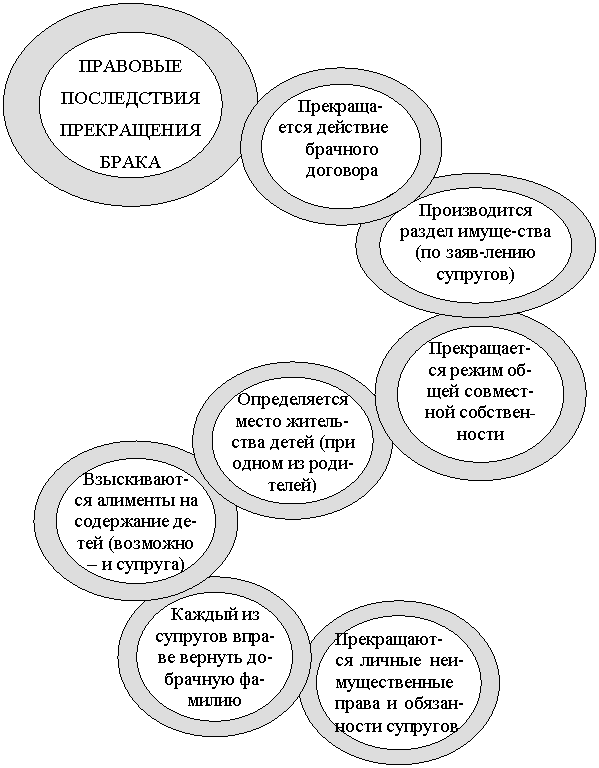 ПРАВОВЫЕ
ПОСЛЕДСТВИЯ
ПРЕКРАЩЕНИЯ
БРАКА
Прекраща-
ется действие
брачного
договора
Производится
раздел имуще-ства
(по заяв-лению
супругов)
Прекращает-
ся режим об-
щей совмест-
ной собствен-
ности
Определяется
место житель-
ства детей (при
одном из роди-
телей)
Взыскивают-
ся алименты на
содержание де-
тей (возможно
– и супруга)
Каждый из
супругов впра-
ве вернуть до-
брачную фа-
милию
Прекращают-
ся личные неи-
мущественные
права и обязан-
ности супругов